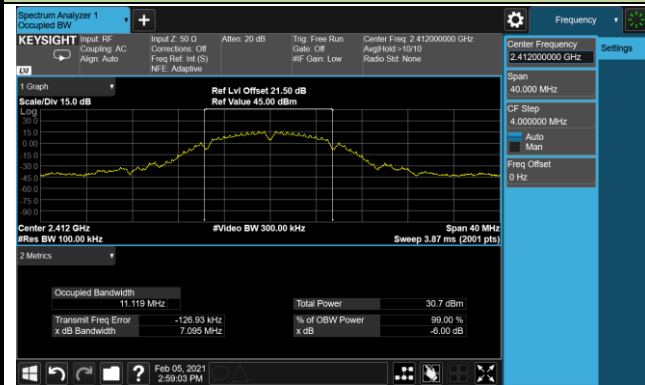 Spectrum Analyzer 1
Occupied BW
Frequency
KEYSIGHT
Input: RF
Coupling: AC
Align: Auto
Input Z: 50 Ω
Corrections: Off
Freq Ref: Int (S)
NFE: Adaptive
Atten: 20 dB
Trig: Free Run
Gate: Off
#IF Gain: Low
Center Freq: 2.412000000 GHz
Avg|Hold:>10/10
Radio Std: None
LXI
1 Graph
Scale/Div 15.0 dB
Ref Lvl Offset 21.50 dB
Ref Value 45.00 dBm
Log
30.0
15.0
0.00
-15.0
-30.0
-45.0
-60.0
-75.0
-90.0
Center 2.412 GHz
#Res BW 100.00 kHz
#Video BW 300.00 kHz
Span 40 MHz
Sweep 3.87 ms (2001 pts)
2 Metrics
Occupied Bandwidth
11.119 MHz
Total Power 30.7 dBm
Transmit Freq Error -126.93 kHz
% of OBW Power 99.00 %
x dB Bandwidth 7.095 MHz
x dB -6.00 dB
Feb 05, 2021
2:59:03 PM
Center Frequency
2.412000000 GHz
Settings
Span
40.000 MHz
CF Step
4.000000 MHz
Auto
Man
Freq Offset
0 Hz